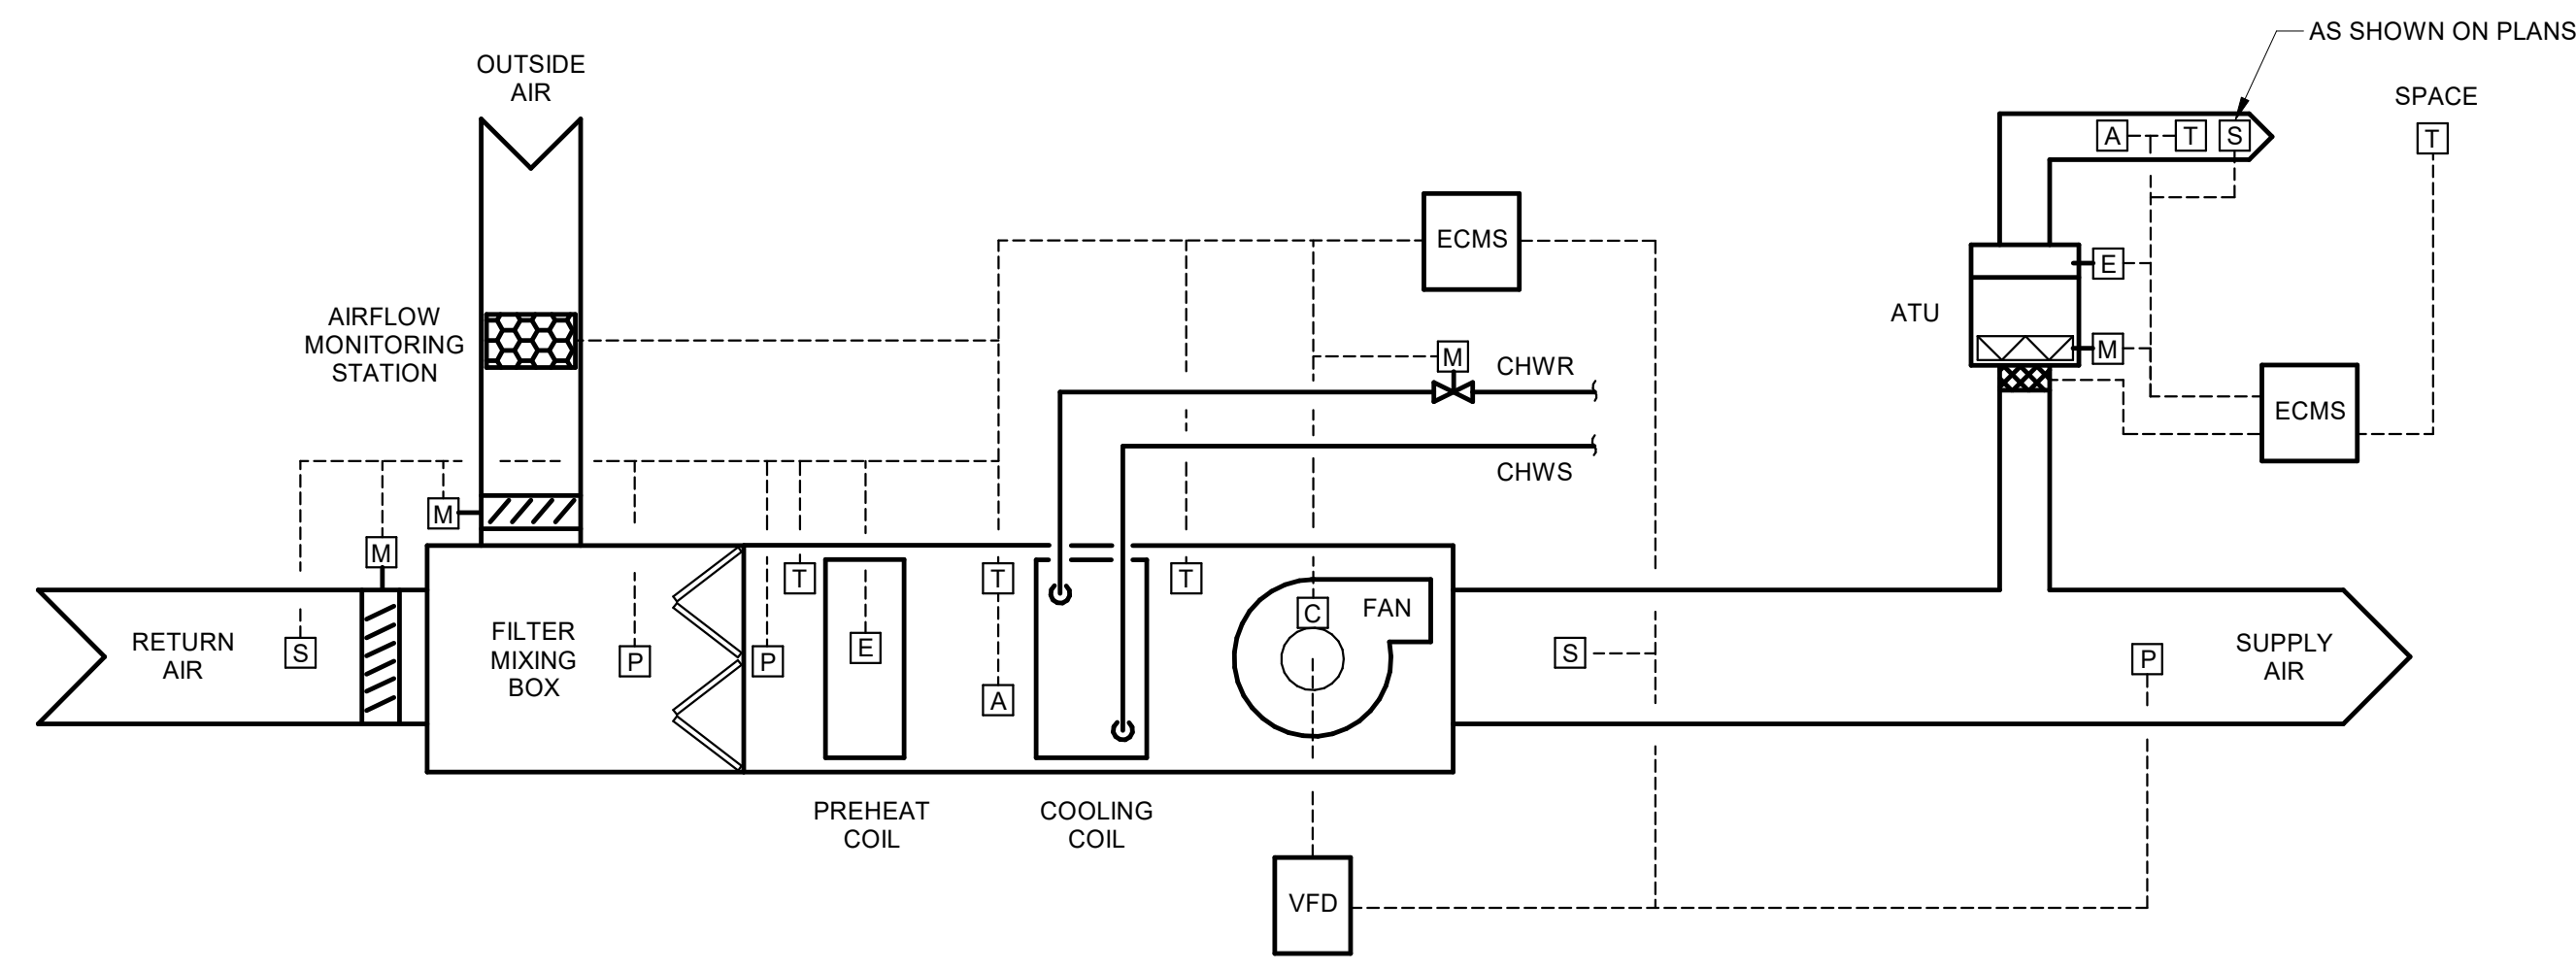 AS SHOWN ON PLANS
OUTSIDE
AIR
SPACE
A
T
S
T
ECMS
E
AIRFLOW
MONITORING
STATION
ATU
M
M
CHWR
ECMS
CHWS
M
M
T
T
T
C
FAN
S
RETURN
AIR
FILTER
MIXING
BOX
P
P
E
A
S
P
SUPPLY
AIR
PREHEAT
COIL
COOLING
COIL
VFD